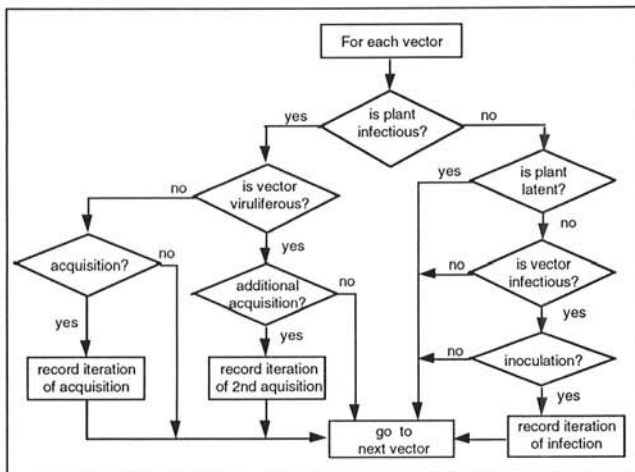 For each vector
is plant
infectious?
yes
no
is vector
viruliferous?
no
yes
is plant
latent?
yes
no
acquisition?
no
yes
additional
acquisition?
no
yes
is vector
infectious?
no
yes
inoculation?
no
yes
record iteration
of acquisition
record iteration
of 2nd aquisition
go to
next vector
record iteration
of infection